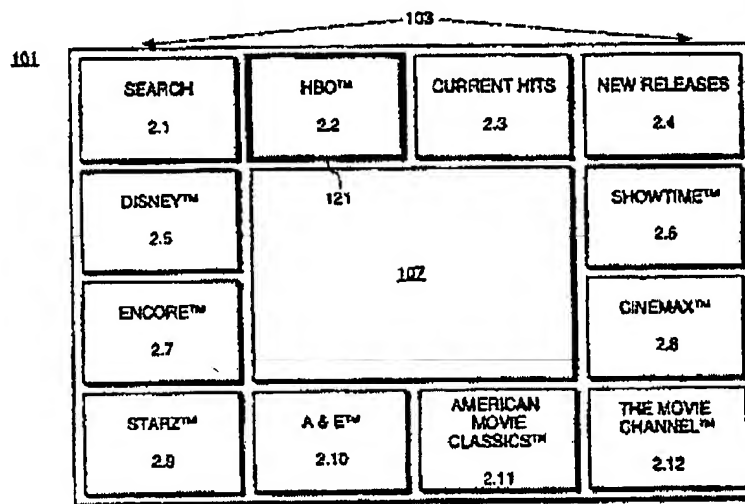 103
101
SEARCH
2.1
HBO™
2.2
CURRENT HITS
2.3
NEW RELEASES
2.4
121
DISNEY™
2.5
107
SHOWTIME™
2.6
ENCORE™
2.7
CINEMAX™
2.8
STARZ™
2.9
A & E™
2.10
AMERICAN
MOVIE
CLASSICS™
2.11
THE MOVIE
CHANNEL™
2.12